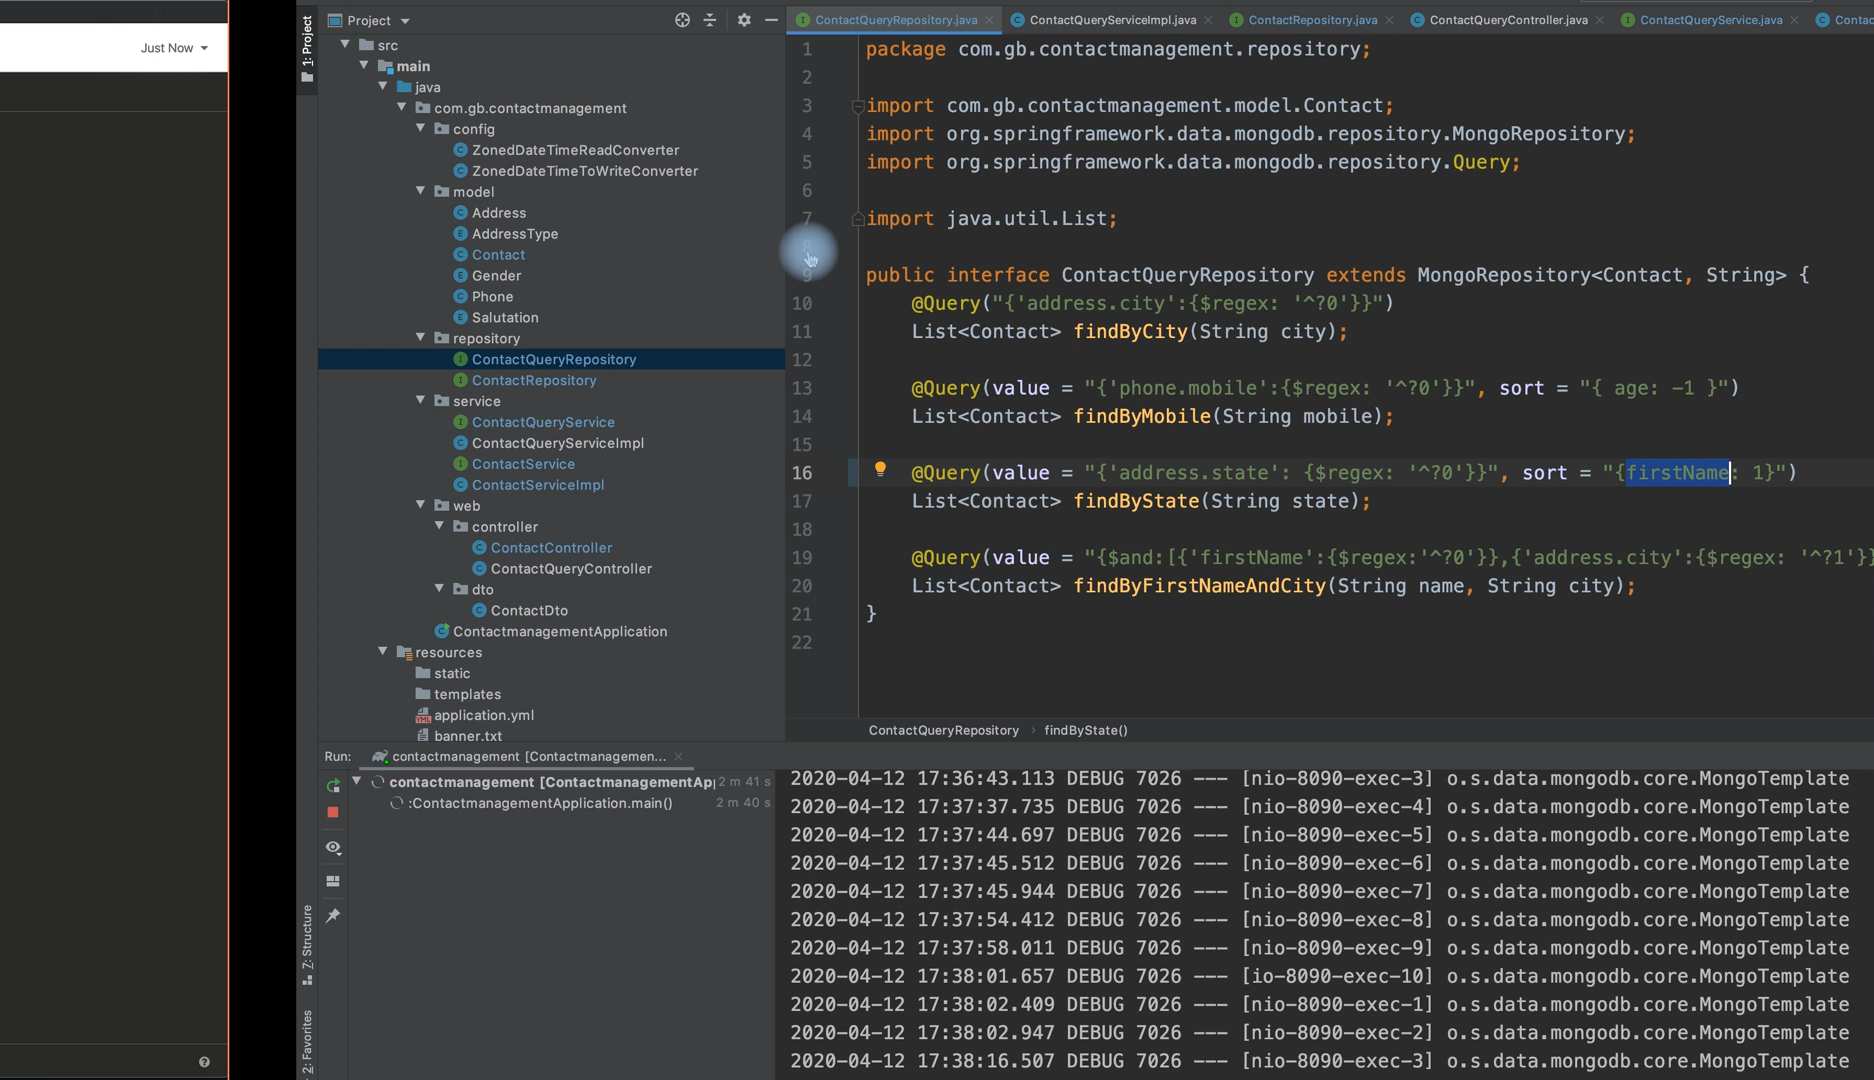 Just Now
1: Project
Project
ContactQueryRepository.java
ContactQueryServiceImpl.java
ContactRepository.java
ContactQueryController.java
ContactQueryService.java
Contac
src
main
java
com.gb.contactmanagement
config
ZonedDateTimeReadConverter
ZonedDateTimeToWriteConverter
model
Address
AddressType
Contact
Gender
Phone
Salutation
repository
ContactQueryRepository
ContactRepository
service
ContactQueryService
ContactQueryServiceImpl
ContactService
ContactServiceImpl
web
controller
ContactController
ContactQueryController
dto
ContactDto
ContactmanagementApplication
resources
static
templates
application.yml
banner.txt
1 package com.gb.contactmanagement.repository;
2
3 import com.gb.contactmanagement.model.Contact;
4 import org.springframework.data.mongodb.repository.MongoRepository;
5 import org.springframework.data.mongodb.repository.Query;
6
7 import java.util.List;
8
9 public interface ContactQueryRepository extends MongoRepository<Contact, String> {
10 @Query("{'address.city':{$regex: '^?0'}}")
11 List<Contact> findByCity(String city);
12
13 @Query(value = "{'phone.mobile':{$regex: '^?0'}}", sort = "{ age: -1 }")
14 List<Contact> findByMobile(String mobile);
15
16 @Query(value = "{'address.state': {$regex: '^?0'}}", sort = "{firstName: 1}")
17 List<Contact> findByState(String state);
18
19 @Query(value = "{$and:[{'firstName':{$regex:'^?0'}},{'address.city':{$regex: '^?1'}}
20 List<Contact> findByFirstNameAndCity(String name, String city);
21 }
22
ContactQueryRepository › findByState()
Run: contactmanagement [Contactmanagemen...
contactmanagement [ContactmanagementAp 2 m 41 s
:ContactmanagementApplication.main() 2 m 40 s
2020-04-12 17:36:43.113 DEBUG 7026 --- [nio-8090-exec-3] o.s.data.mongodb.core.MongoTemplate
2020-04-12 17:37:37.735 DEBUG 7026 --- [nio-8090-exec-4] o.s.data.mongodb.core.MongoTemplate
2020-04-12 17:37:44.697 DEBUG 7026 --- [nio-8090-exec-5] o.s.data.mongodb.core.MongoTemplate
2020-04-12 17:37:45.512 DEBUG 7026 --- [nio-8090-exec-6] o.s.data.mongodb.core.MongoTemplate
2020-04-12 17:37:45.944 DEBUG 7026 --- [nio-8090-exec-7] o.s.data.mongodb.core.MongoTemplate
2020-04-12 17:37:54.412 DEBUG 7026 --- [nio-8090-exec-8] o.s.data.mongodb.core.MongoTemplate
2020-04-12 17:37:58.011 DEBUG 7026 --- [nio-8090-exec-9] o.s.data.mongodb.core.MongoTemplate
2020-04-12 17:38:01.657 DEBUG 7026 --- [io-8090-exec-10] o.s.data.mongodb.core.MongoTemplate
2020-04-12 17:38:02.409 DEBUG 7026 --- [nio-8090-exec-1] o.s.data.mongodb.core.MongoTemplate
2020-04-12 17:38:02.947 DEBUG 7026 --- [nio-8090-exec-2] o.s.data.mongodb.core.MongoTemplate
2020-04-12 17:38:16.507 DEBUG 7026 --- [nio-8090-exec-3] o.s.data.mongodb.core.MongoTemplate
7: Structure
2: Favorites